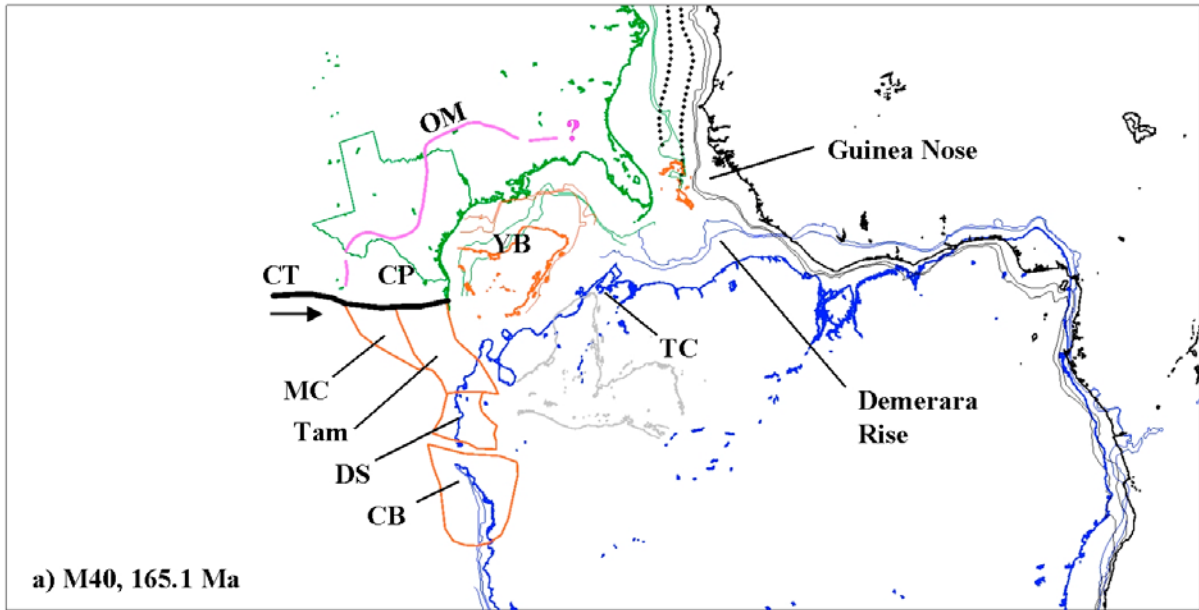 OM
?
Guinea Nose
YB
CT
CP
TC
MC
Tam
Demerara
Rise
DS
CB
a) M40, 165.1 Ma